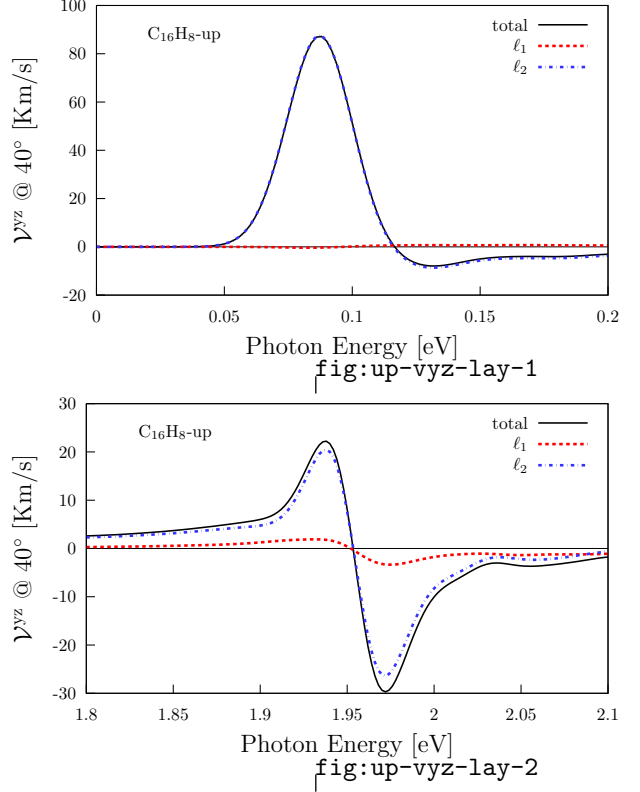 C₁₆H₈-up
total
ℓ₁
ℓ₂
100
80
60
40
20
0
-20
𝒱ʸᶻ @ 40° [Km/s]
0
0.05
0.1
0.15
0.2
Photon Energy [eV]
fig:up-vyz-lay-1
C₁₆H₈-up
total
ℓ₁
ℓ₂
30
20
10
0
-10
-20
-30
𝒱ʸᶻ @ 40° [Km/s]
1.8
1.85
1.9
1.95
2
2.05
2.1
Photon Energy [eV]
fig:up-vyz-lay-2